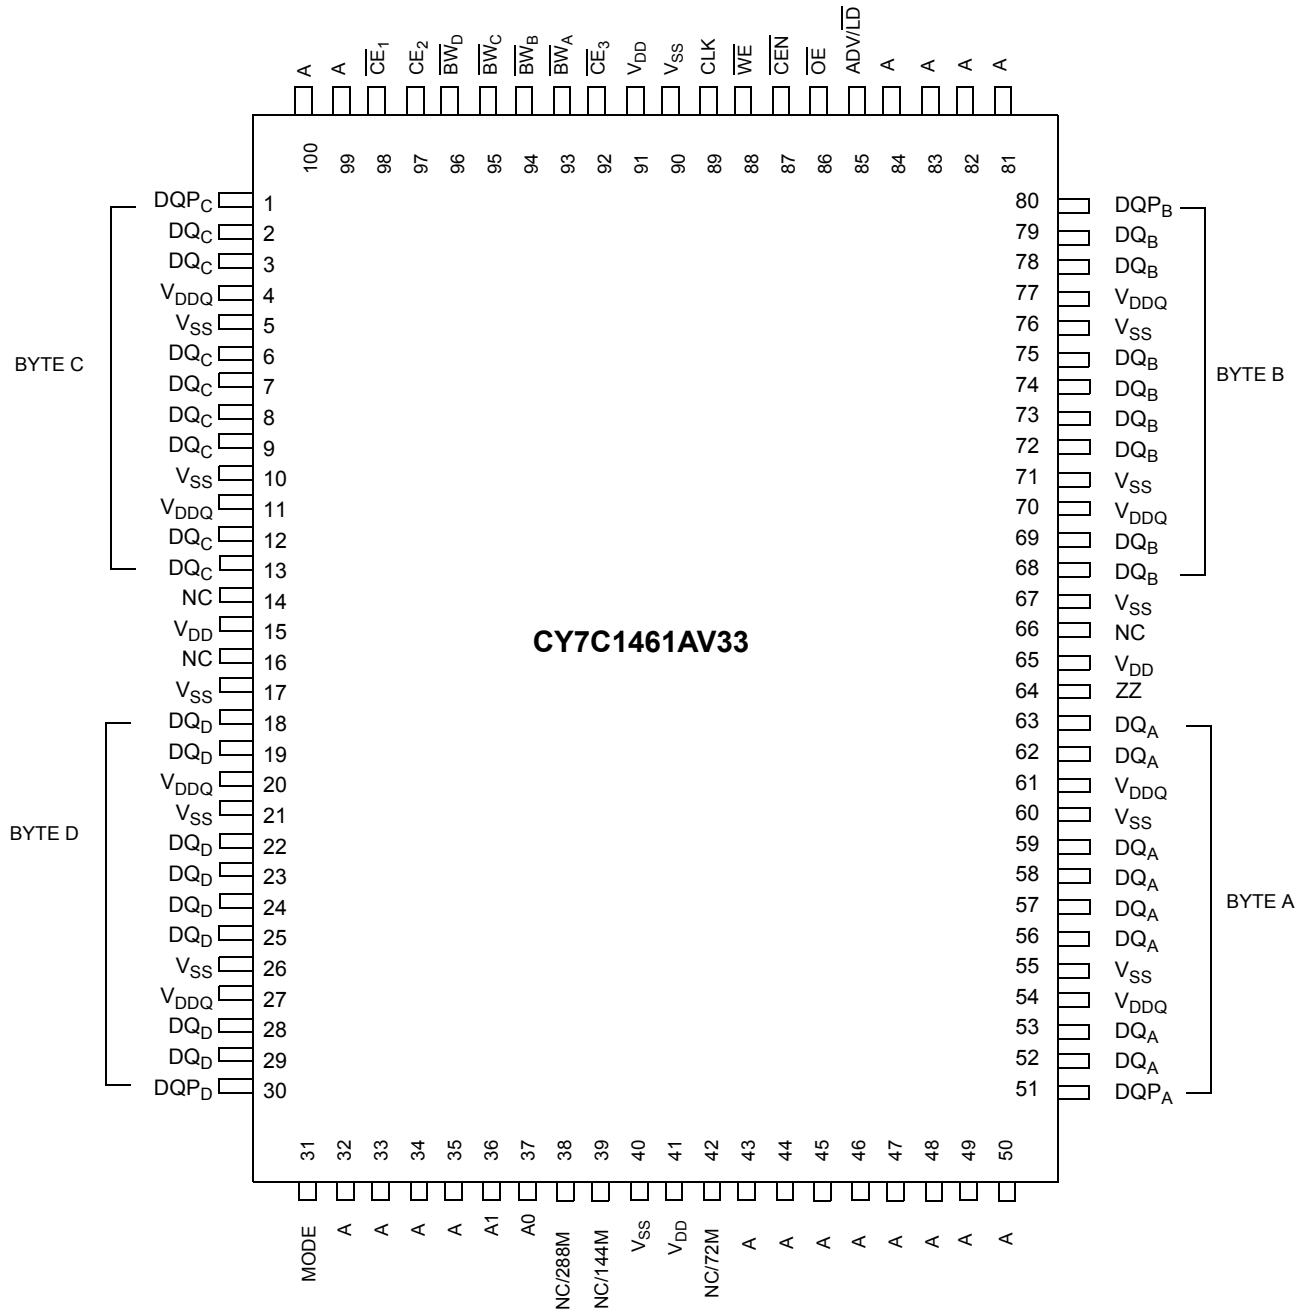 A A CE1 CE2 BWD BWC BWB BWA CE3 VDD VSS CLK WE CEN OE ADV/LD A A A A
100 99 98 97 96 95 94 93 92 91 90 89 88 87 86 85 84 83 82 81
DQPC 1 80 DQPB
DQC 2 79 DQB
DQC 3 78 DQB
VDDQ 4 77 VDDQ
VSS 5 76 VSS
DQC 6 75 DQB
BYTE C BYTE B
DQC 7 74 DQB
DQC 8 73 DQB
DQC 9 72 DQB
VSS 10 71 VSS
VDDQ 11 70 VDDQ
DQC 12 69 DQB
DQC 13 68 DQB
NC 14 67 VSS
VDD 15 66 NC
CY7C1461AV33
NC 16 65 VDD
VSS 17 64 ZZ
DQD 18 63 DQA
DQD 19 62 DQA
VDDQ 20 61 VDDQ
VSS 21 60 VSS
BYTE D
DQD 22 59 DQA
DQD 23 58 DQA
BYTE A
DQD 24 57 DQA
DQD 25 56 DQA
VSS 26 55 VSS
VDDQ 27 54 VDDQ
DQD 28 53 DQA
DQD 29 52 DQA
DQPD 30 51 DQPA
31 32 33 34 35 36 37 38 39 40 41 42 43 44 45 46 47 48 49 50
MODE A A A A A1 A0 NC/288M NC/144M VSS VDD NC/72M A A A A A A A A